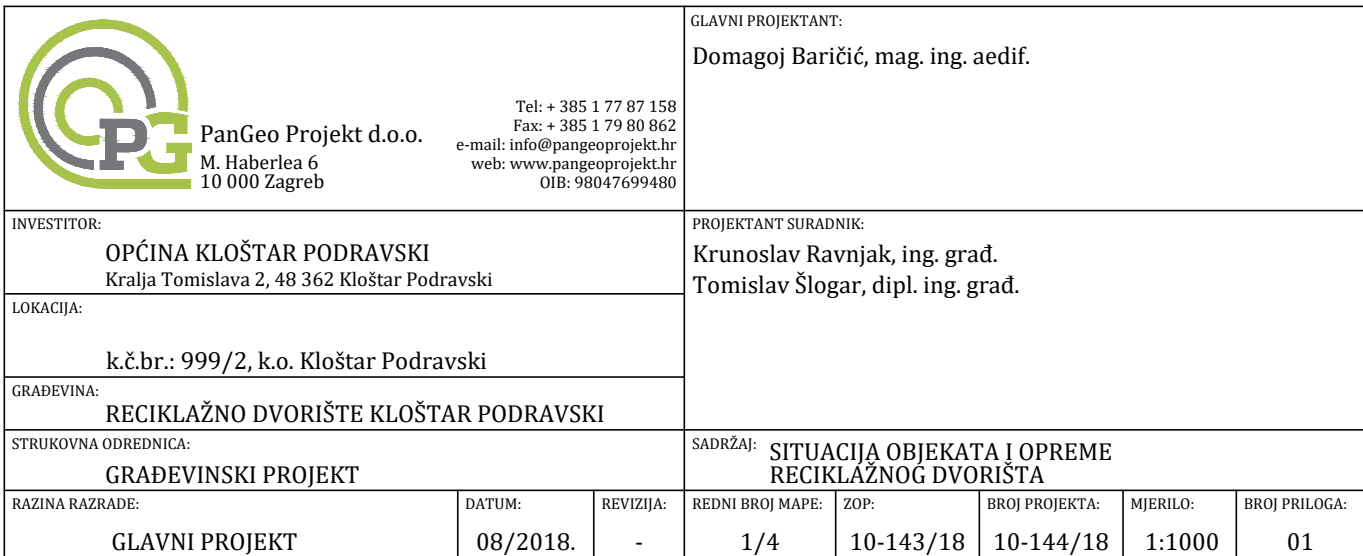 PG
PanGeo Projekt d.o.o.
M. Haberlea 6
10 000 Zagreb
Tel: + 385 1 77 87 158
Fax: + 385 1 79 80 862
e-mail: info@pangeoprojekt.hr
web: www.pangeoprojekt.hr
OIB: 98047699480
GLAVNI PROJEKTANT:
Domagoj Baričić, mag. ing. aedif.
INVESTITOR:
OPĆINA KLOŠTAR PODRAVSKI
Kralja Tomislava 2, 48 362 Kloštar Podravski
PROJEKTANT SURADNIK:
Krunoslav Ravnjak, ing. građ.
Tomislav Šlogar, dipl. ing. građ.
LOKACIJA:
k.č.br.: 999/2, k.o. Kloštar Podravski
GRAĐEVINA:
RECIKLAŽNO DVORIŠTE KLOŠTAR PODRAVSKI
STRUKOVNA ODREDNICA:
GRAĐEVINSKI PROJEKT
SADRŽAJ:
SITUACIJA OBJEKATA I OPREME
RECIKLAŽNOG DVORIŠTA
RAZINA RAZRADE:
GLAVNI PROJEKT
DATUM:
08/2018.
REVIZIJA:
-
REDNI BROJ MAPE:
1/4
ZOP:
10-143/18
BROJ PROJEKTA:
10-144/18
MJERILO:
1:1000
BROJ PRILOGA:
01